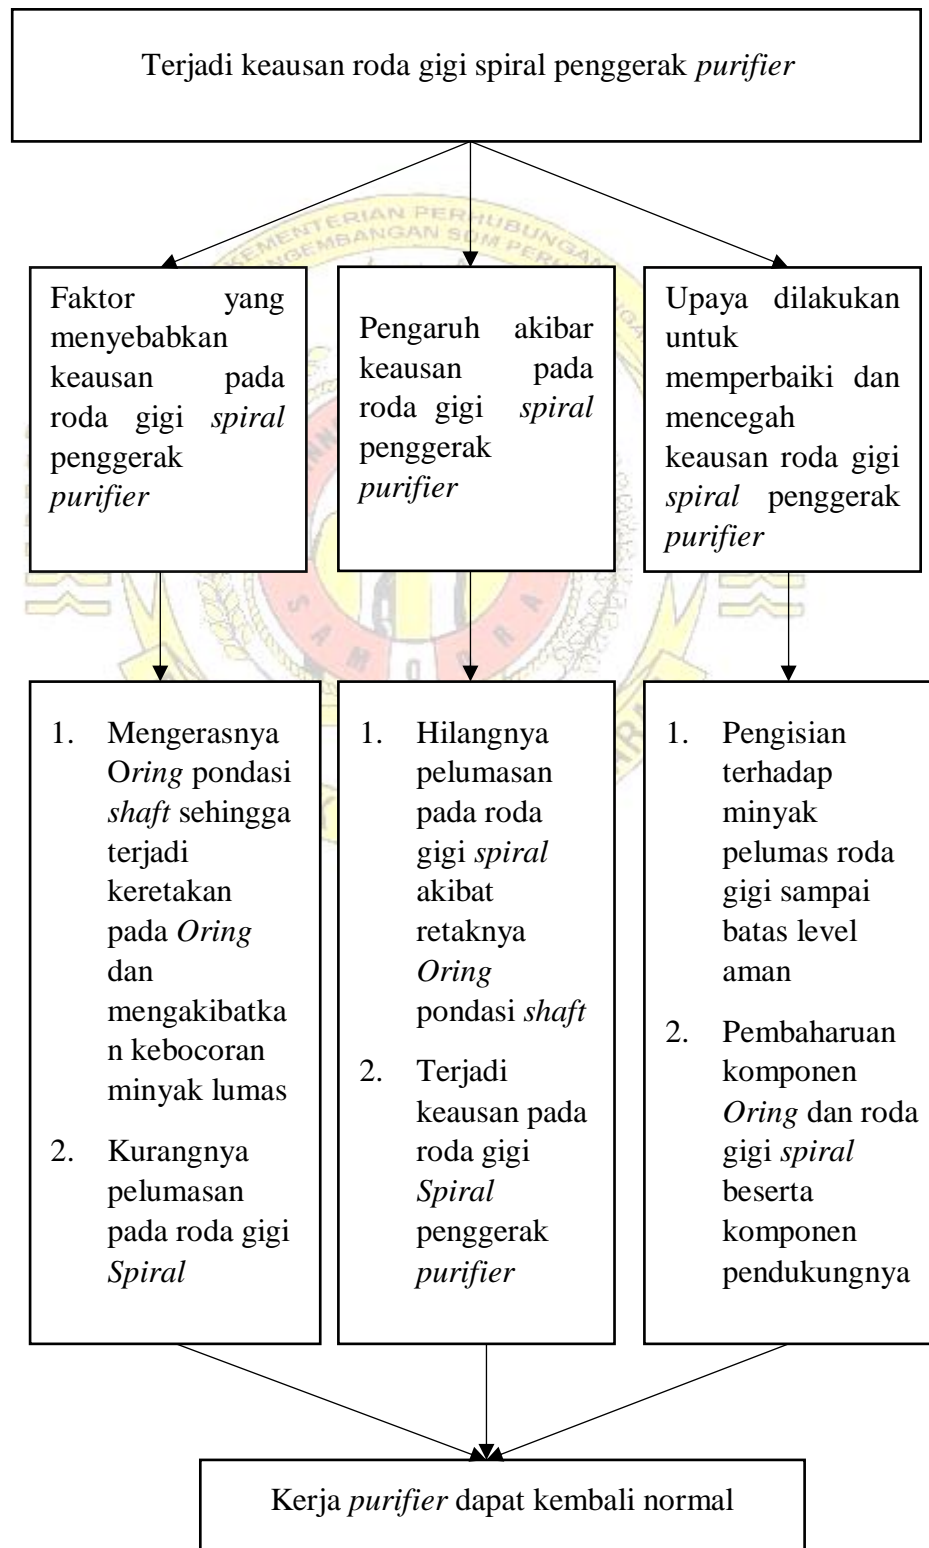 Terjadi keausan roda gigi spiral penggerak purifier
KEMENTERIAN PERHUBUNGAN
Faktor yang
menyebabkan
keausan pada
roda gigi spiral
penggerak
purifier
Pengaruh akibar
keausan pada
roda gigi spiral
penggerak
purifier
Upaya dilakukan
untuk
memperbaiki dan
mencegah
keausan roda gigi
spiral penggerak
purifier
SAMODRA
1. Mengerasnya
Oring pondasi
shaft sehingga
terjadi
keretakan
pada Oring
dan
mengakibatka
n kebocoran
minyak lumas
2. Kurangnya
pelumasan
pada roda gigi
Spiral
1. Hilangnya
pelumasan
pada roda
gigi spiral
akibat
retaknya
Oring
pondasi shaft
2. Terjadi
keausan pada
roda gigi
Spiral
penggerak
purifier
1. Pengisian
terhadap
minyak
pelumas roda
gigi sampai
batas level
aman
2. Pembaharuan
komponen
Oring dan roda
gigi spiral
beserta
komponen
pendukungnya
Kerja purifier dapat kembali normal